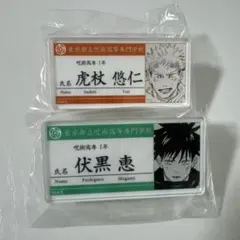 東京都立呪術高等専門学校
呪術高専 1年
氏名 虎杖 悠仁
Name Itadori Yuji
東京都立呪術高等専門学校
呪術高専 1年
氏名 伏黒 恵
Name Fushiguro Megumi